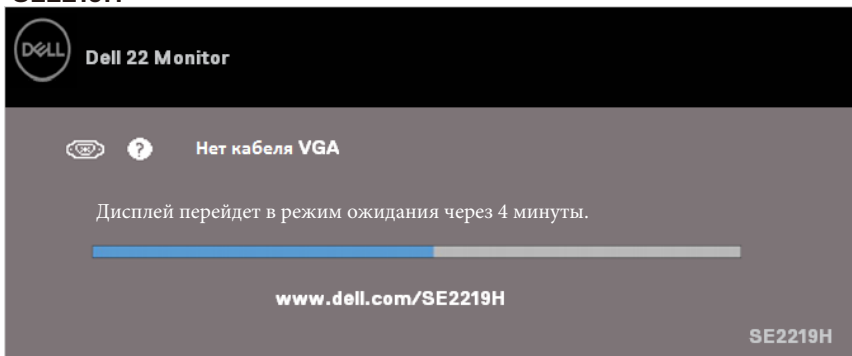 SE2219H
DELL
Dell 22 Monitor
? Нет кабеля VGA
Дисплей перейдет в режим ожидания через 4 минуты.
www.dell.com/SE2219H
SE2219H